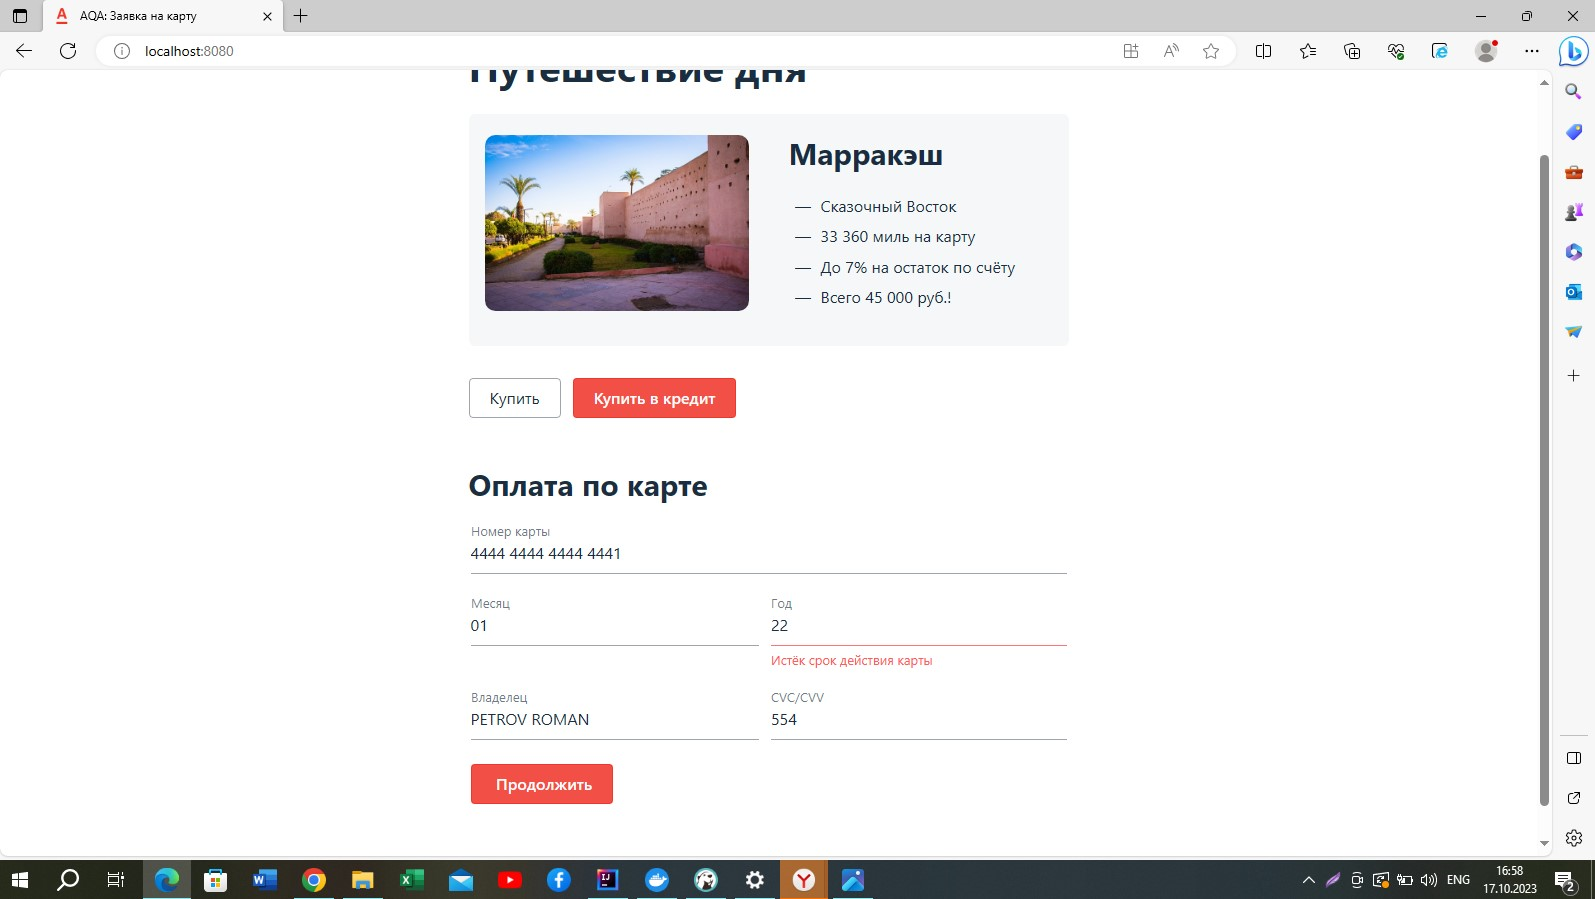 AQA: Заявка на карту
localhost:8080
Путешествие дня
Марракэш
— Сказочный Восток
— 33 360 миль на карту
— До 7% на остаток по счёту
— Всего 45 000 руб.!
Купить
Купить в кредит
Оплата по карте
Номер карты
4444 4444 4444 4441
Месяц
Год
01
22
Истёк срок действия карты
Владелец
CVC/CVV
PETROV ROMAN
554
Продолжить
ENG
16:58
17.10.2023
2